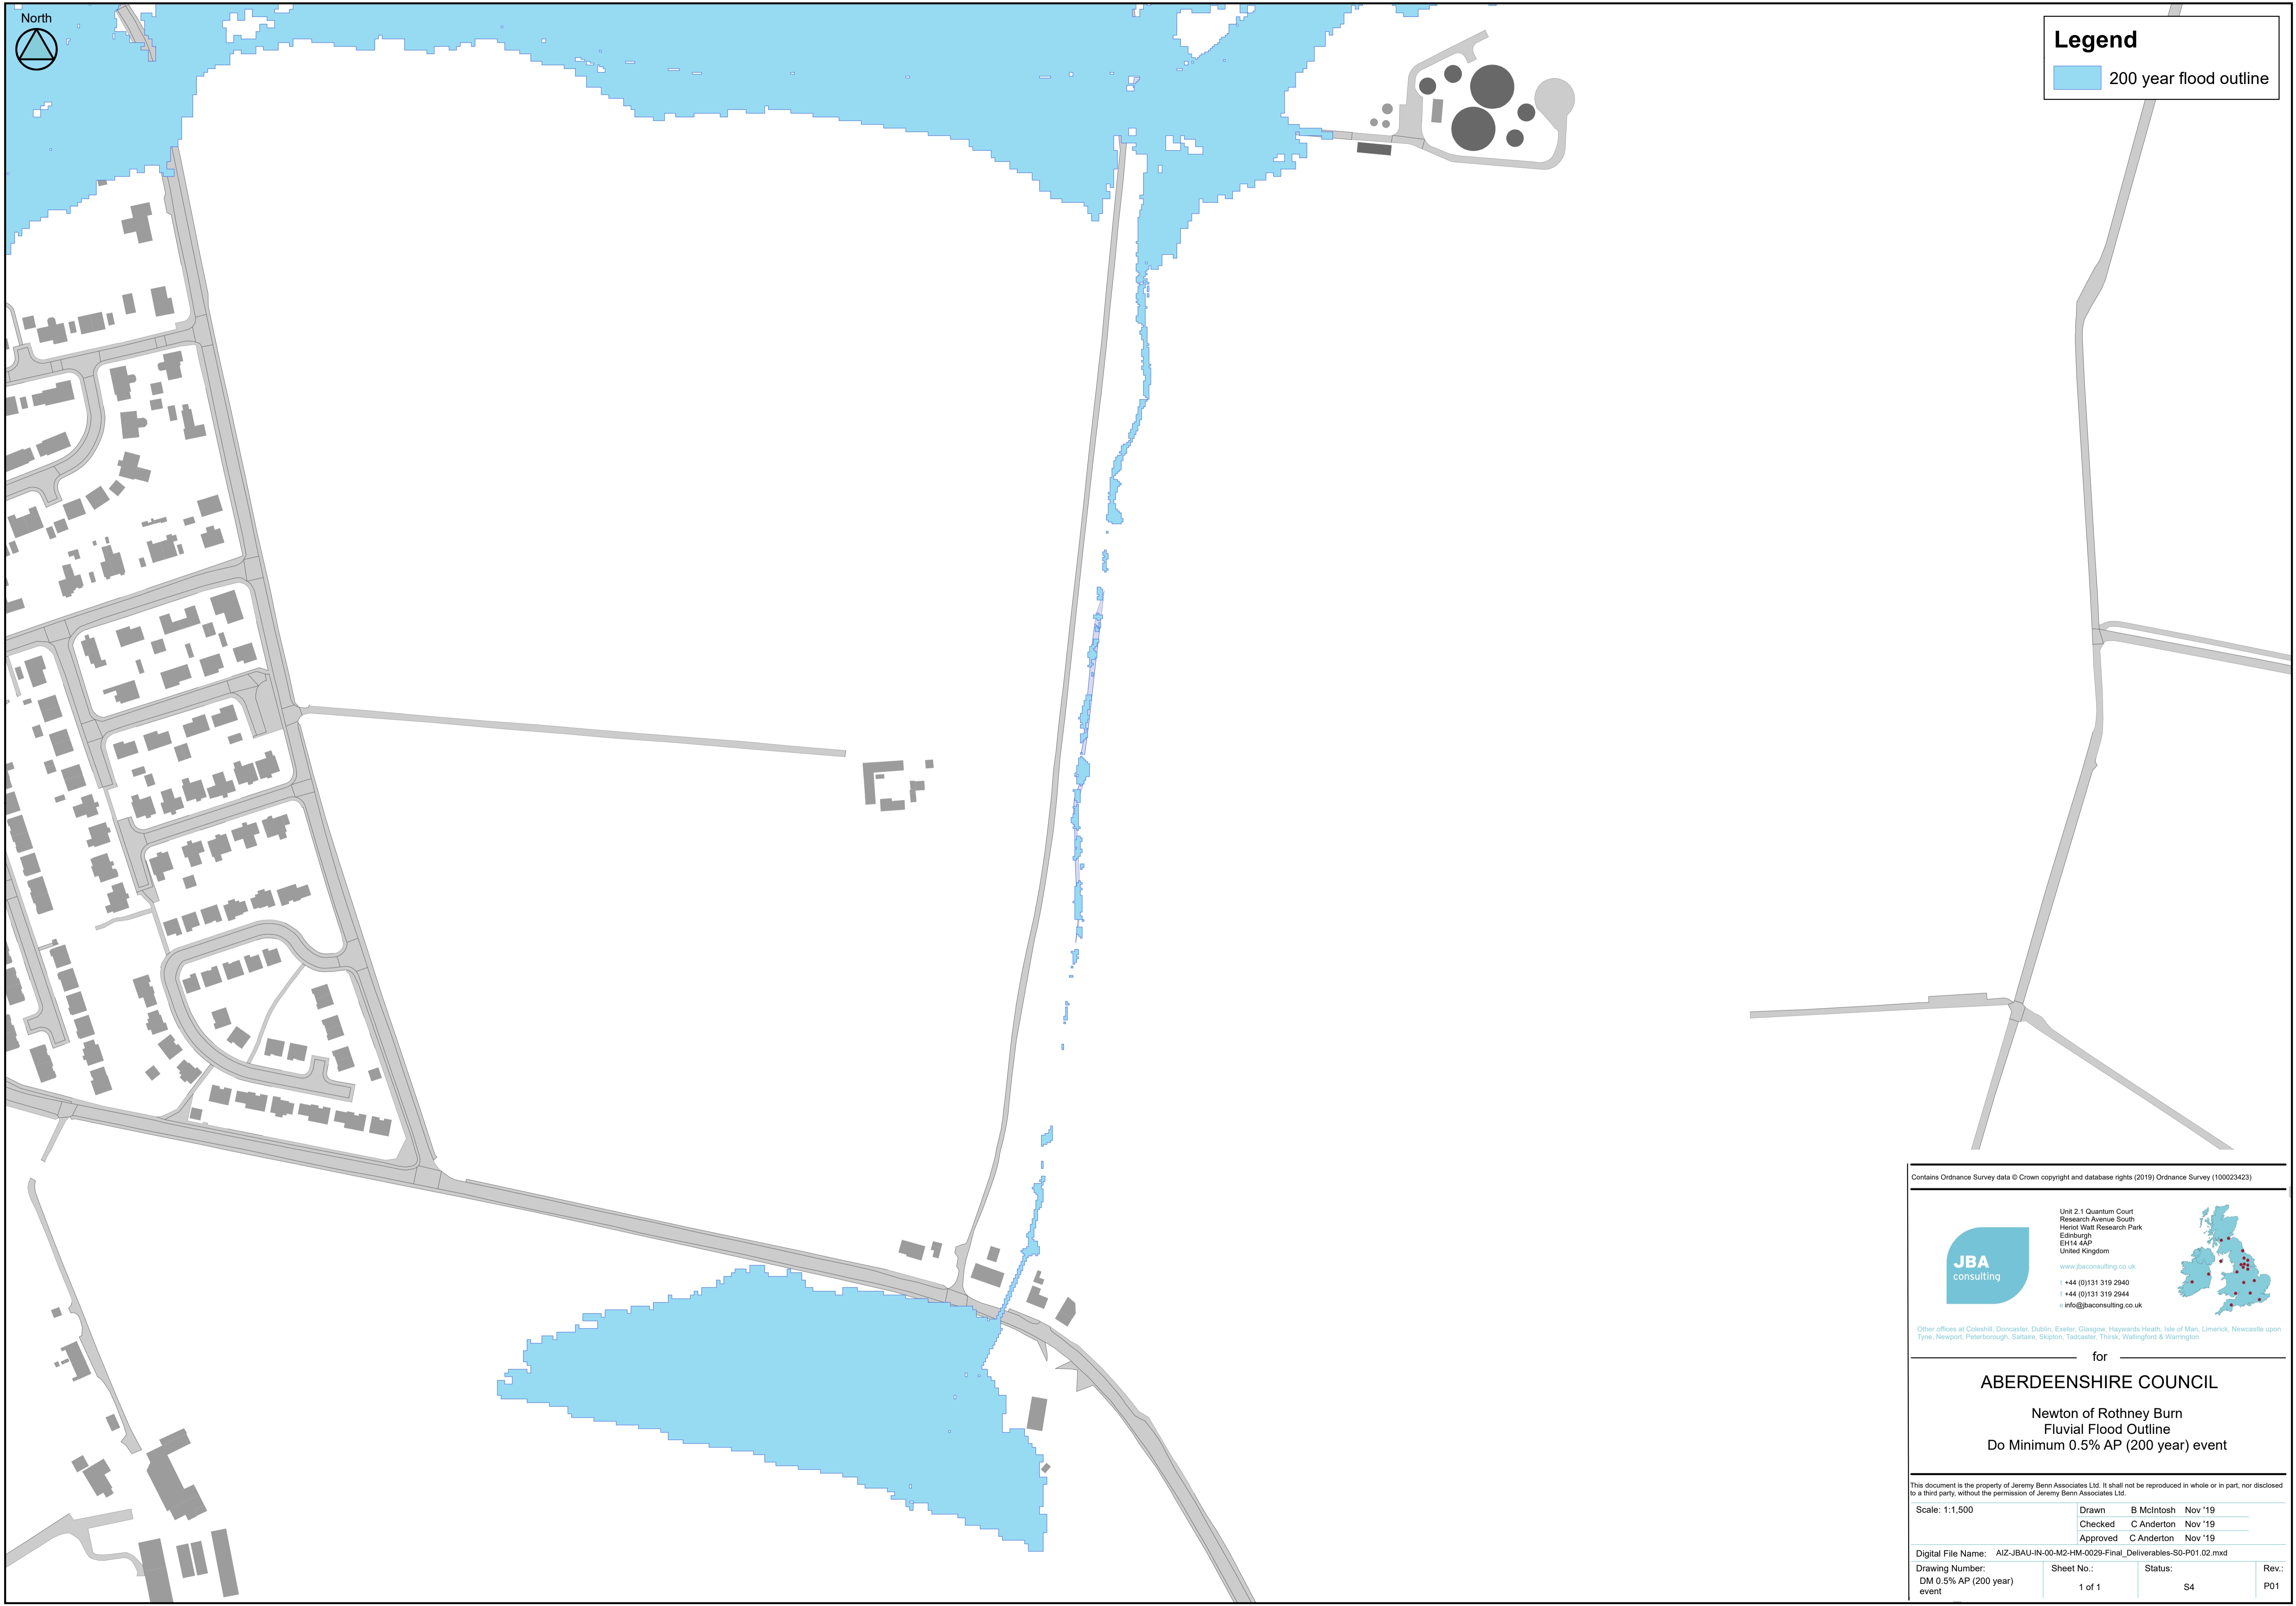 North
Legend
200 year flood outline
Contains Ordnance Survey data © Crown copyright and database rights (2019) Ordnance Survey (100023423)
JBA
consulting
Unit 2.1 Quantum Court
Research Avenue South
Heriot Watt Research Park
Edinburgh
EH14 4AP
United Kingdom
www.jbaconsulting.co.uk
t +44 (0)131 319 2940
f +44 (0)131 319 2944
e info@jbaconsulting.co.uk
Other offices at Coleshill, Doncaster, Dublin, Exeter, Glasgow, Haywards Heath, Isle of Man, Limerick, Newcastle upon
Tyne, Newport, Peterborough, Saltaire, Skipton, Tadcaster, Thirsk, Wallingford & Warrington
for
ABERDEENSHIRE COUNCIL
Newton of Rothney Burn
Fluvial Flood Outline
Do Minimum 0.5% AP (200 year) event
This document is the property of Jeremy Benn Associates Ltd. It shall not be reproduced in whole or in part, nor disclosed
to a third party, without the permission of Jeremy Benn Associates Ltd.
Scale: 1:1,500
Drawn B McIntosh Nov '19
Checked C Anderton Nov '19
Approved C Anderton Nov '19
Digital File Name: AIZ-JBAU-IN-00-M2-HM-0029-Final_Deliverables-S0-P01.02.mxd
Drawing Number: Sheet No.: Status: Rev.:
DM 0.5% AP (200 year)
event
1 of 1 S4 P01